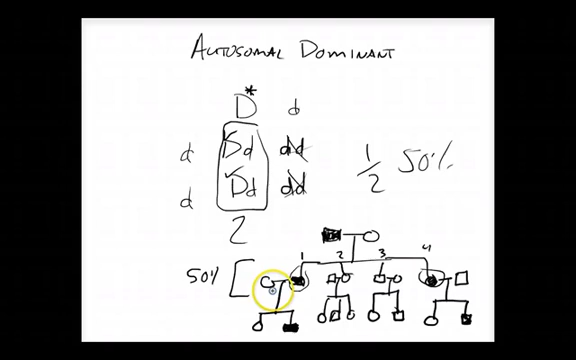 AUTOSOMAL DOMINANT
D* d
d Dd dd
d Dd dd
2
1/2 50%
1 2 3 4
50%